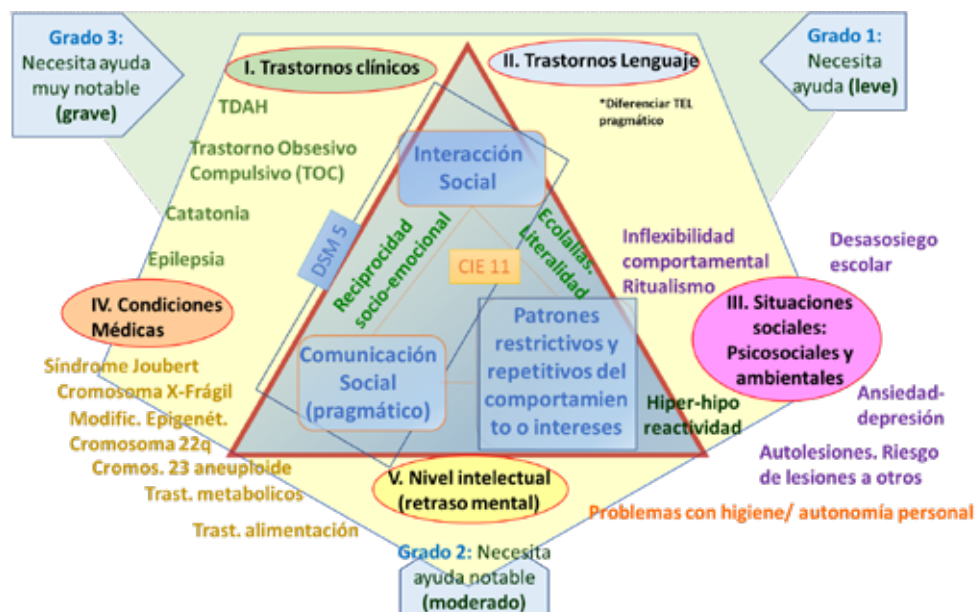 Grado 3:
Necesita ayuda
muy notable
(grave)
I. Trastornos clínicos
II. Trastornos Lenguaje
Grado 1:
Necesita
ayuda (leve)
TDAH
Trastorno Obsesivo
Compulsivo (TOC)
Catatonia
Epilepsia
*Diferenciar TEL
pragmático
Interacción
Social
DSM 5
Reciprocidad
socio-emocional
CIE 11
Ecolalias.
Literalidad
Inflexibilidad
comportamental
Ritualismo
Desasosiego
escolar
IV. Condiciones
Médicas
III. Situaciones
sociales:
Psicosociales y
ambientales
Comunicación
Social
(pragmático)
Patrones
restrictivos y
repetitivos del
comportamien
to o intereses
Síndrome Joubert
Cromosoma X-Frágil
Modific. Epigenét.
Cromosoma 22q
Cromos. 23 aneuploide
Trast. metabolicos
Trast. alimentación
Hiper-hipo
reactividad
Ansiedad-
depresión
Autolesiones. Riesgo
de lesiones a otros
V. Nivel intelectual
(retraso mental)
Problemas con higiene/ autonomía personal
Grado 2: Necesita
ayuda notable
(moderado)